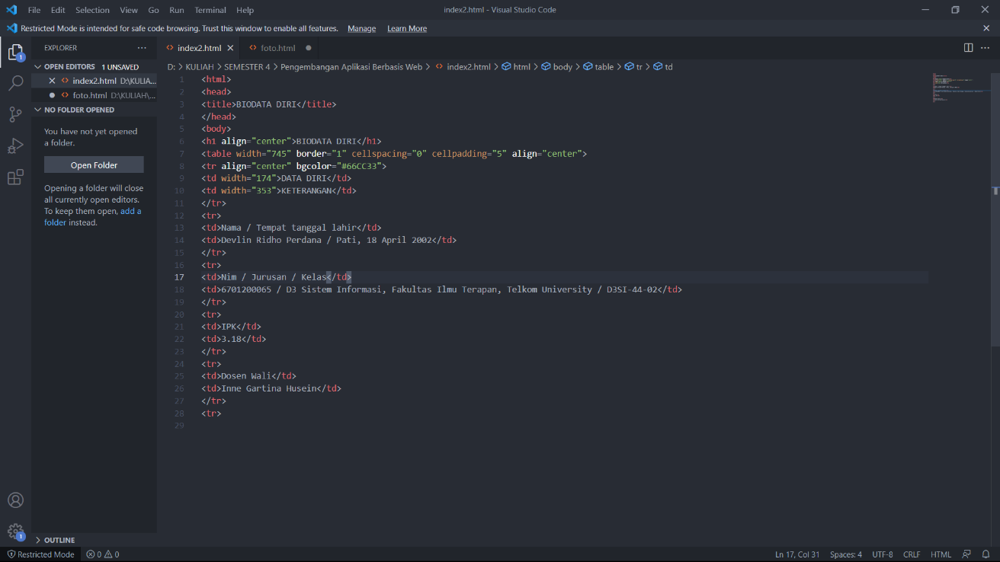 File Edit Selection View Go Run Terminal Help
index2.html - Visual Studio Code
Restricted Mode is intended for safe code browsing. Trust this window to enable all features. Manage Learn More
EXPLORER
OPEN EDITORS 1 UNSAVED
index2.html D:\KULIA...
foto.html D:\KULIAH\...
NO FOLDER OPENED
You have not yet opened
a folder.
Open Folder
Opening a folder will close
all currently open editors.
To keep them open, add a
folder instead.
OUTLINE
index2.html
foto.html
D: > KULIAH > SEMESTER 4 > Pengembangan Aplikasi Berbasis Web > index2.html > html > body > table > tr > td
1 <html>
2 <head>
3 <title>BIODATA DIRI</title>
4 </head>
5 <body>
6 <h1 align="center">BIODATA DIRI</h1>
7 <table width="745" border="1" cellspacing="0" cellpadding="5" align="center">
8 <tr align="center" bgcolor="#66CC33">
9 <td width="174">DATA DIRI</td>
10 <td width="353">KETERANGAN</td>
11 </tr>
12 <tr>
13 <td>Nama / Tempat tanggal lahir</td>
14 <td>Devlin Ridho Perdana / Pati, 18 April 2002</td>
15 </tr>
16 <tr>
17 <td>Nim / Jurusan / Kelas</td>
18 <td>6701200065 / D3 Sistem Informasi, Fakultas Ilmu Terapan, Telkom University / D3SI-44-02</td>
19 </tr>
20 <tr>
21 <td>IPK</td>
22 <td>3.18</td>
23 </tr>
24 <tr>
25 <td>Dosen Wali</td>
26 <td>Inne Gartina Husein</td>
27 </tr>
28 <tr>
29
1
1
Restricted Mode 0 0
Ln 17, Col 31 Spaces: 4 UTF-8 CRLF HTML